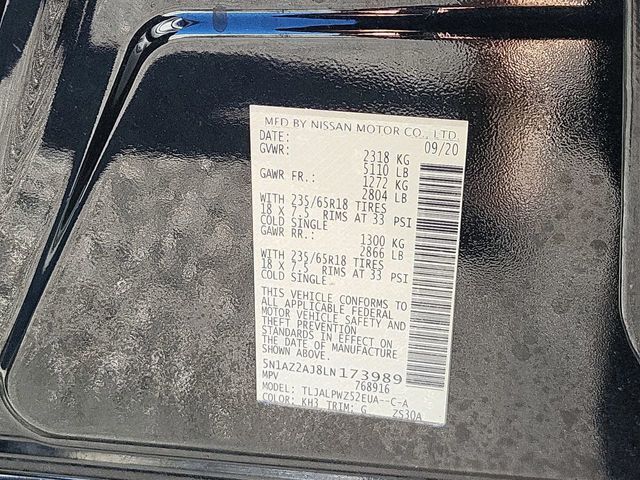 MFD BY NISSAN MOTOR CO., LTD.
DATE: 09/20
GVWR: 2318 KG
5110 LB
GAWR FR.: 1272 KG
2804 LB
WITH 235/65R18 TIRES
18 X 7.5 RIMS AT 33 PSI
COLD SINGLE
GAWR RR.: 1300 KG
2866 LB
WITH 235/65R18 TIRES
18 X 7.5 RIMS AT 33 PSI
COLD SINGLE
THIS VEHICLE CONFORMS TO
ALL APPLICABLE FEDERAL
MOTOR VEHICLE SAFETY AND
THEFT PREVENTION
STANDARDS IN EFFECT ON
THE DATE OF MANUFACTURE
SHOWN ABOVE.
5N1AZ2AJ8LN173989
MPV 768916
MODEL: TLJALPWZ52EUA--C-A
COLOR: KH3 TRIM: G Z530A